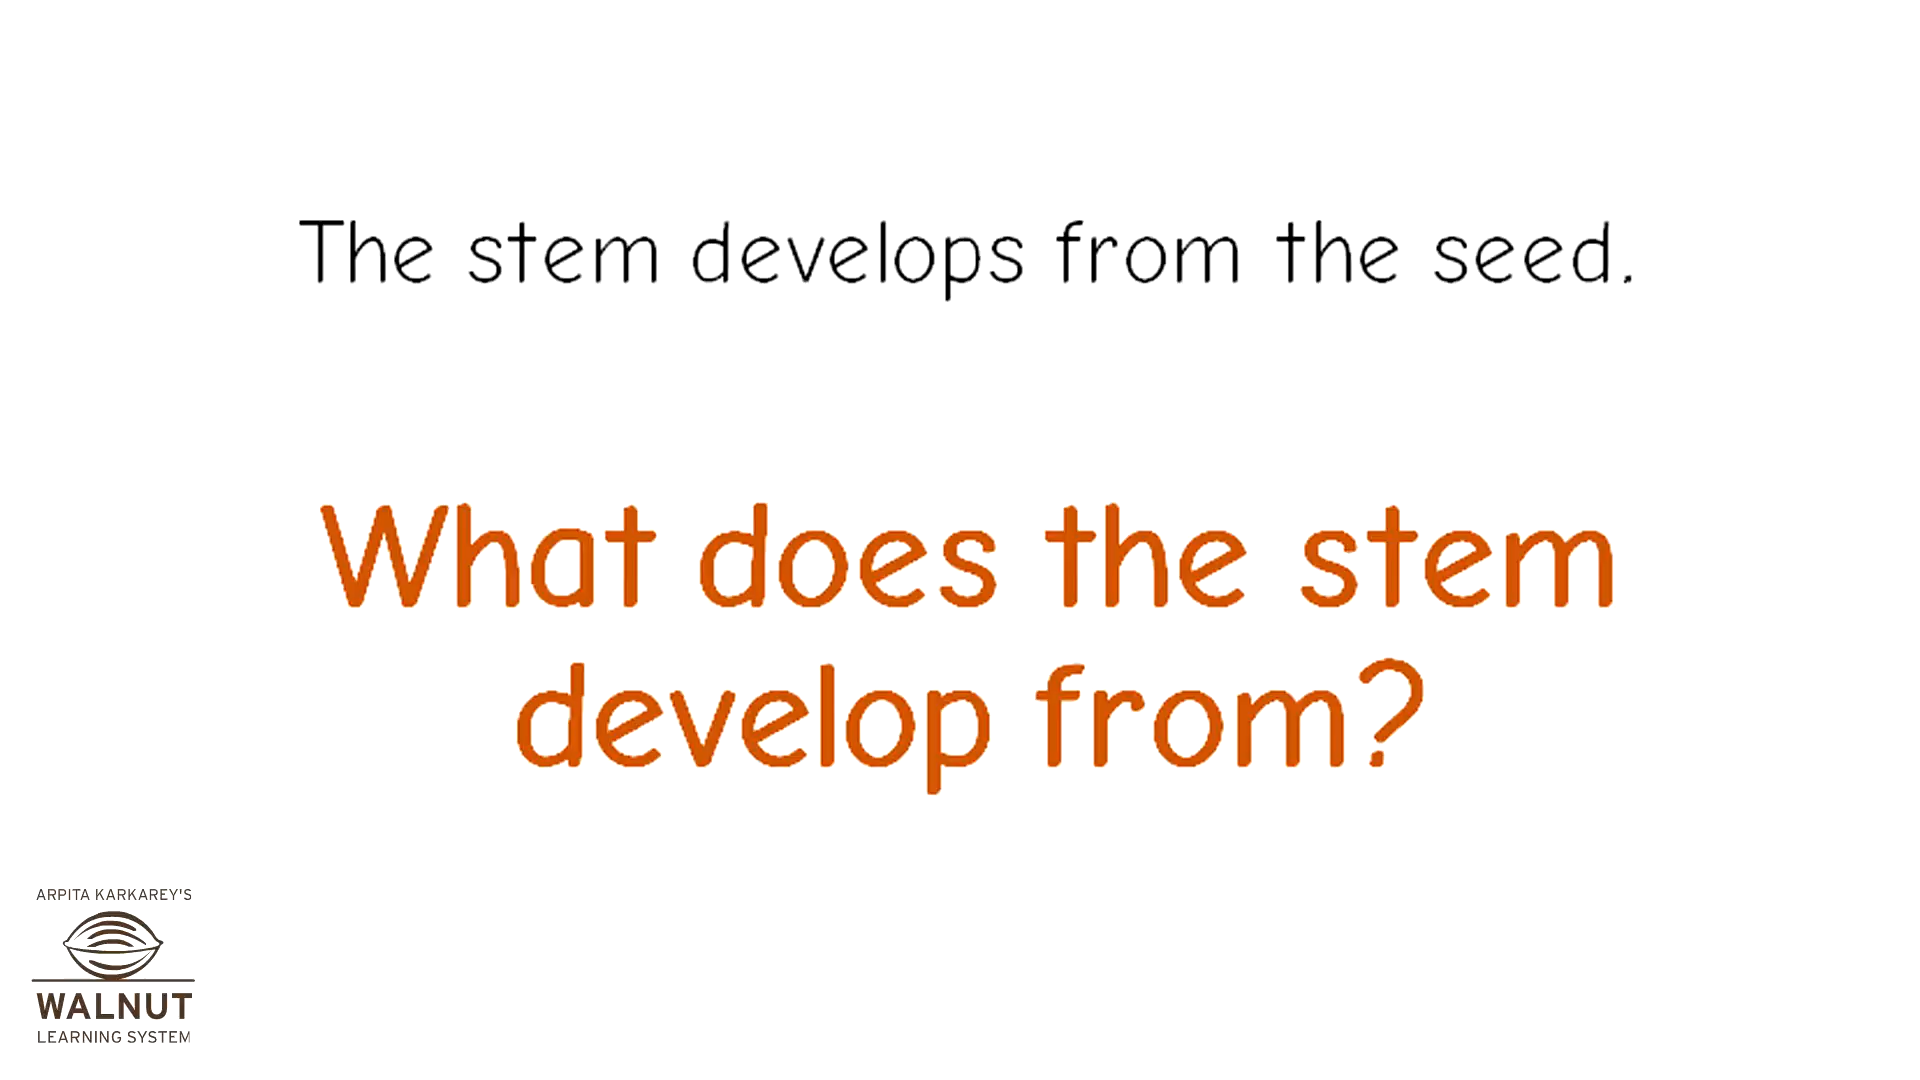 The stem develops from the seed.
What does the stem
develop from?
ARPITA KARKAREY'S
WALNUT
LEARNING SYSTEM